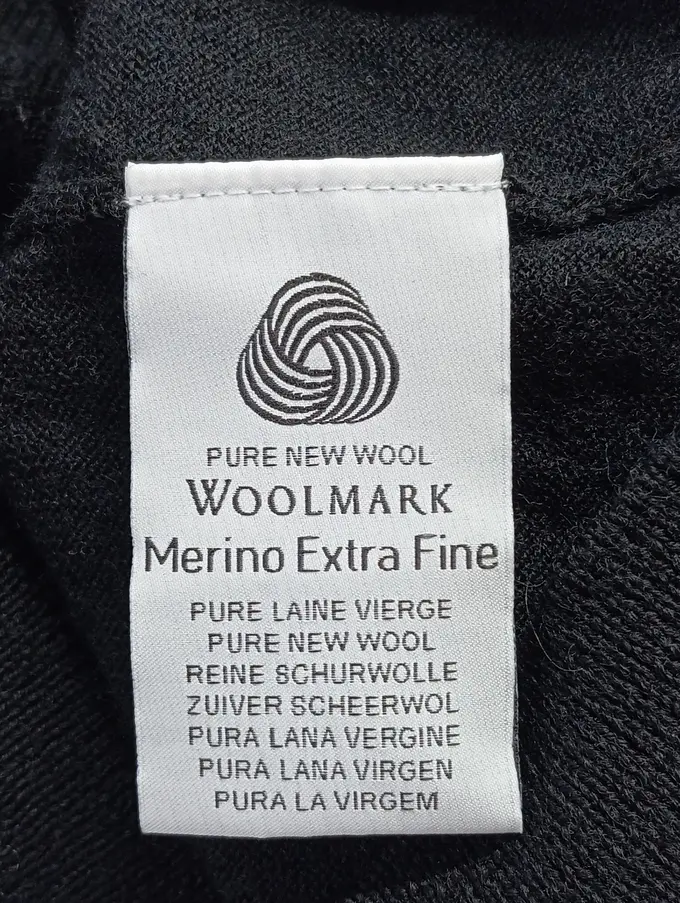 PURE NEW WOOL
WOOLMARK
Merino Extra Fine
PURE LAINE VIERGE
PURE NEW WOOL
REINE SCHURWOLLE
ZUIVER SCHEERWOL
PURA LANA VERGINE
PURA LANA VIRGEN
PURA LA VIRGEM